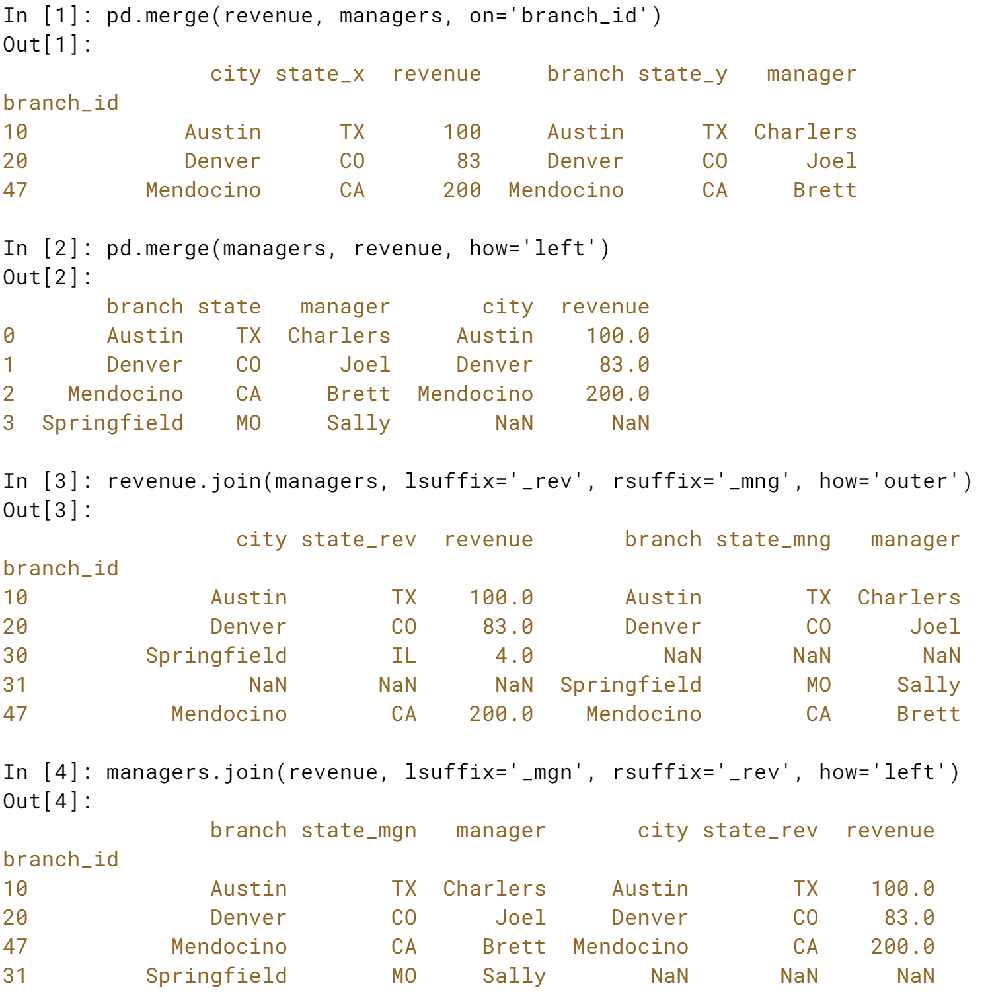 In [1]: pd.merge(revenue, managers, on='branch_id')
Out[1]:
                city state_x  revenue     branch state_y   manager
branch_id
10            Austin      TX      100     Austin      TX  Charlers
20            Denver      CO       83     Denver      CO      Joel
47         Mendocino      CA      200  Mendocino      CA     Brett

In [2]: pd.merge(managers, revenue, how='left')
Out[2]:
        branch state   manager       city  revenue
0       Austin    TX  Charlers     Austin    100.0
1       Denver    CO      Joel     Denver     83.0
2    Mendocino    CA     Brett  Mendocino    200.0
3  Springfield    MO     Sally        NaN      NaN

In [3]: revenue.join(managers, lsuffix='_rev', rsuffix='_mng', how='outer')
Out[3]:
                  city state_rev  revenue       branch state_mng   manager
branch_id
10              Austin        TX    100.0       Austin        TX  Charlers
20              Denver        CO     83.0       Denver        CO      Joel
30         Springfield        IL      4.0          NaN       NaN       NaN
31                 NaN       NaN      NaN  Springfield        MO     Sally
47           Mendocino        CA    200.0    Mendocino        CA     Brett

In [4]: managers.join(revenue, lsuffix='_mgn', rsuffix='_rev', how='left')
Out[4]:
                branch state_mgn   manager       city state_rev  revenue
branch_id
10              Austin        TX  Charlers     Austin        TX    100.0
20              Denver        CO      Joel     Denver        CO     83.0
47           Mendocino        CA     Brett  Mendocino        CA    200.0
31         Springfield        MO     Sally        NaN       NaN      NaN